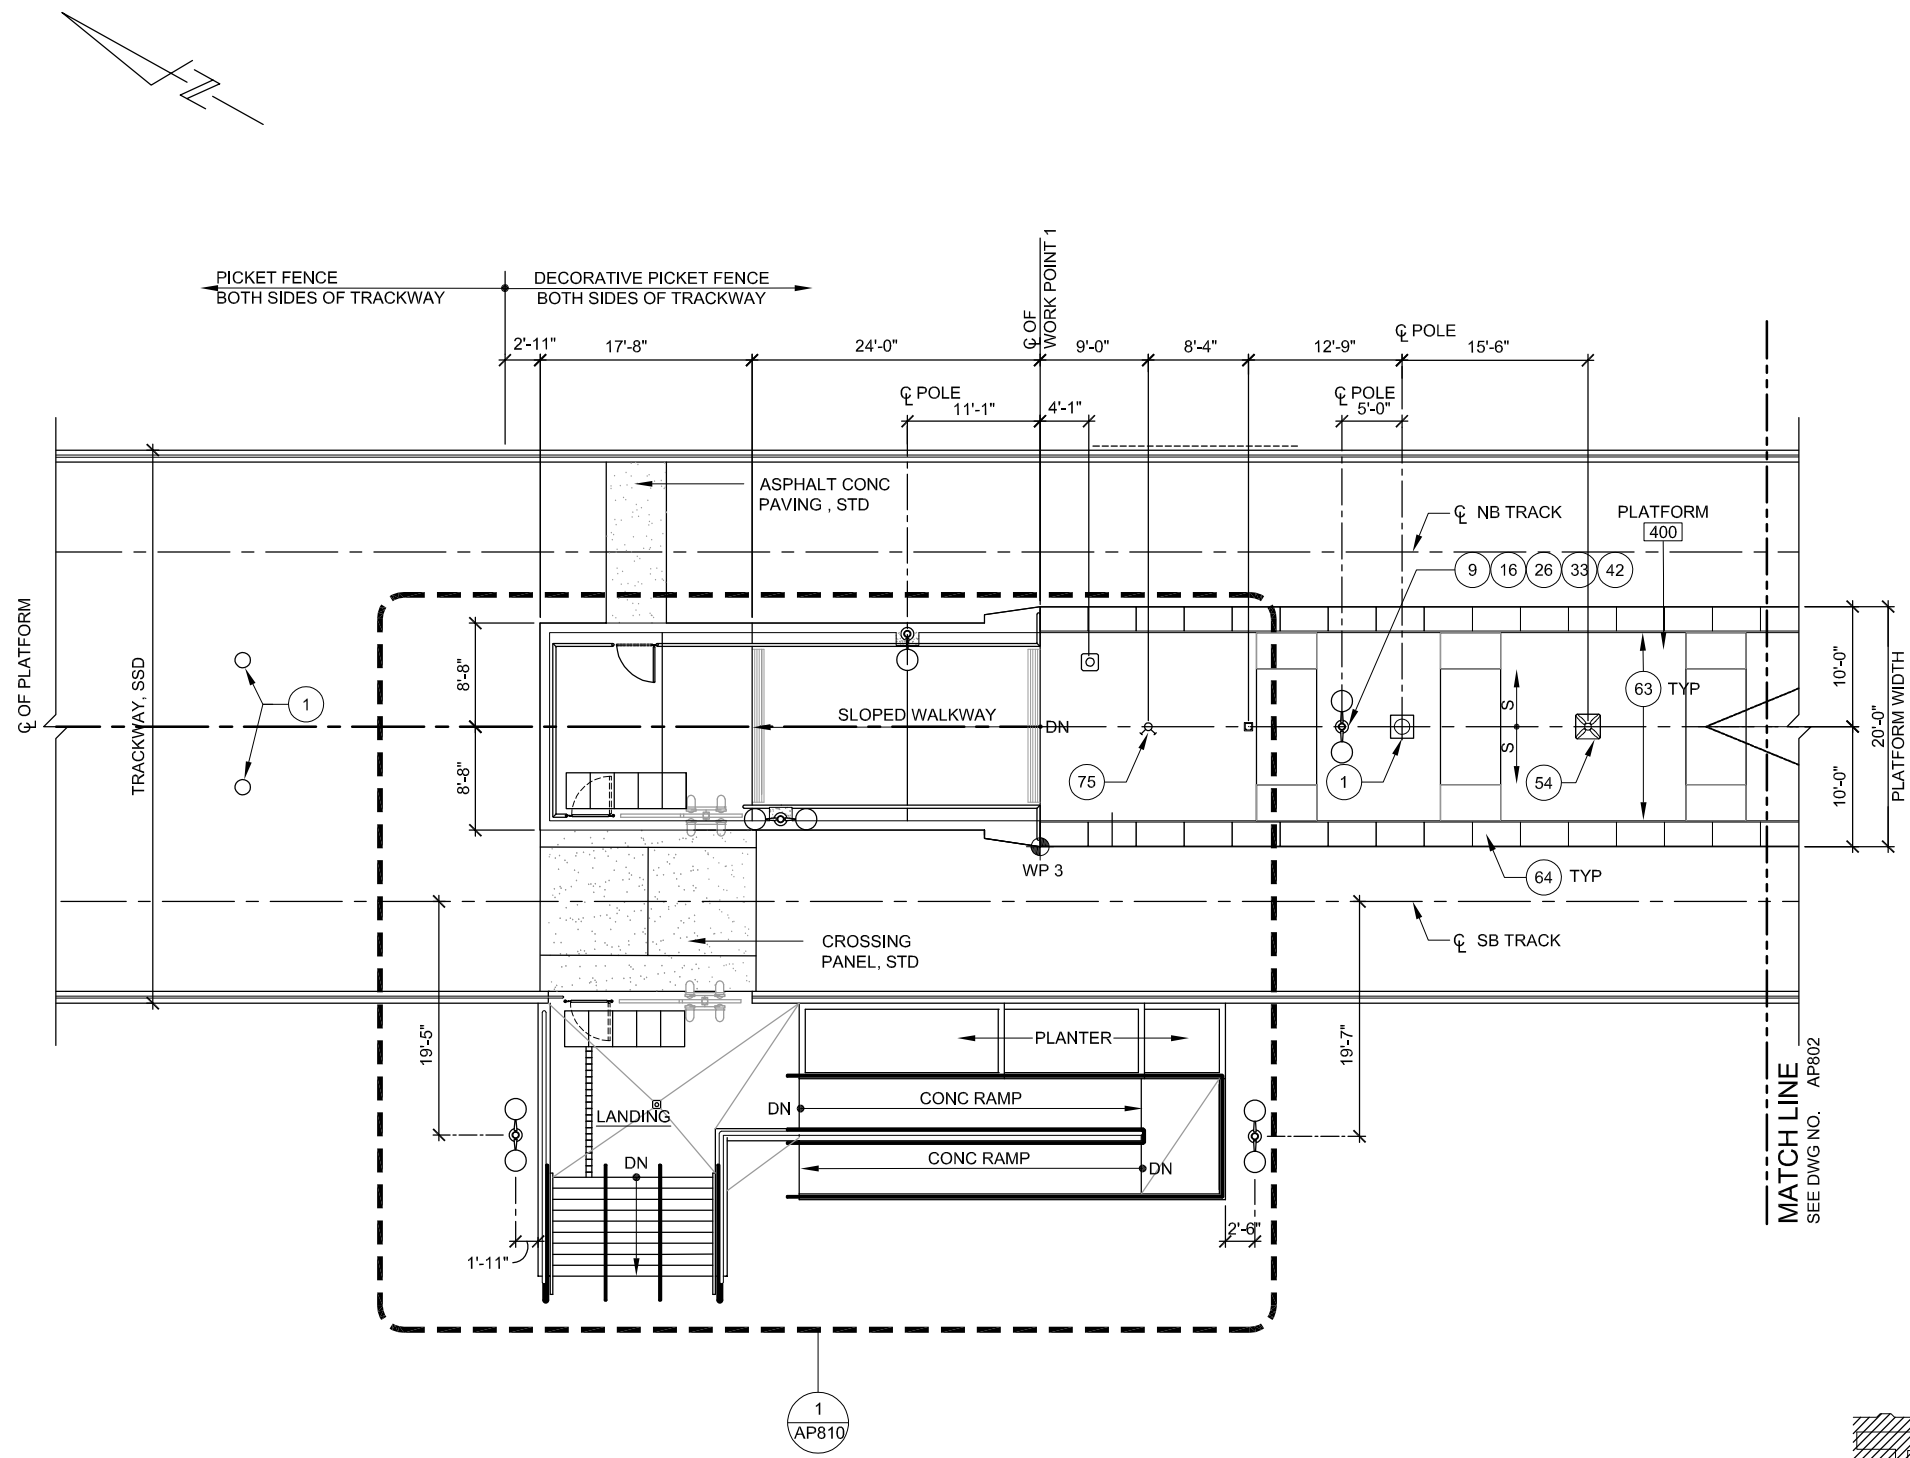 PICKET FENCE
BOTH SIDES OF TRACKWAY
DECORATIVE PICKET FENCE
BOTH SIDES OF TRACKWAY
℄ OF
WORK POINT 1
2'-11"
17'-8"
24'-0"
9'-0"
8'-4"
12'-9"
℄ POLE
15'-6"
℄ POLE
11'-1"
4'-1"
℄ POLE
5'-0"
ASPHALT CONC
PAVING , STD
℄ NB TRACK
PLATFORM
400
9 16 26 33 42
℄ OF PLATFORM
TRACKWAY, SSD
1
8'-8"
8'-8"
SLOPED WALKWAY
DN
75
S
S
1
63 TYP
54
10'-0"
10'-0"
20'-0"
PLATFORM WIDTH
WP 3
64 TYP
CROSSING
PANEL, STD
℄ SB TRACK
19'-5"
19'-7"
PLANTER
CONC RAMP
DN
LANDING
CONC RAMP
DN
DN
1'-11"
2'-6"
MATCH LINE
SEE DWG NO. AP802
1
AP810